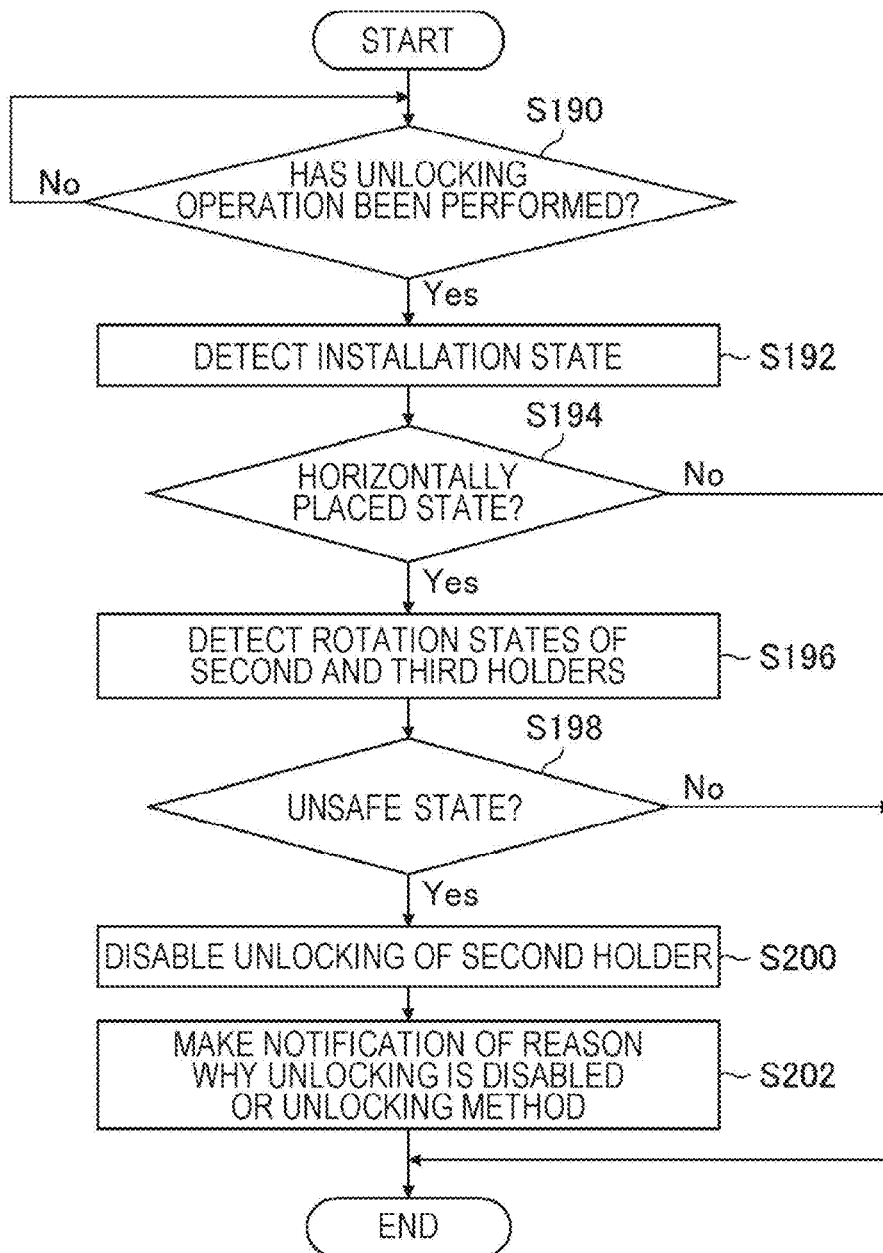 START
S190
HAS UNLOCKING
OPERATION BEEN PERFORMED?
No
Yes
DETECT INSTALLATION STATE
S192
S194
HORIZONTALLY
PLACED STATE?
No
Yes
DETECT ROTATION STATES OF
SECOND AND THIRD HOLDERS
S196
S198
UNSAFE STATE?
No
Yes
DISABLE UNLOCKING OF SECOND HOLDER
S200
MAKE NOTIFICATION OF REASON
WHY UNLOCKING IS DISABLED
OR UNLOCKING METHOD
S202
END